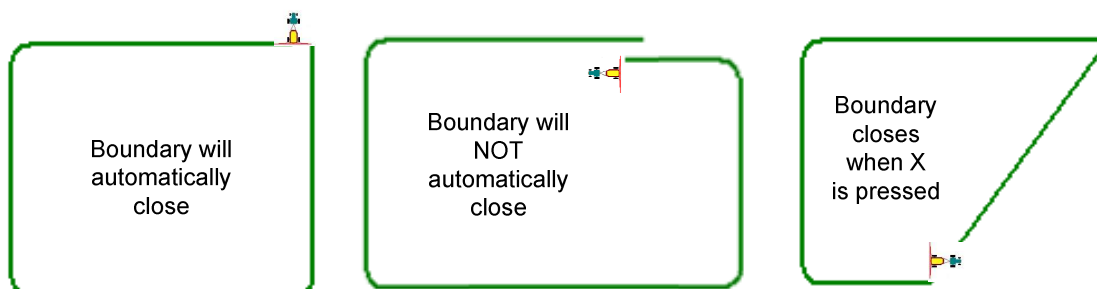 Boundary will
automatically
close
Boundary will
NOT
automatically
close
Boundary
closes
when X
is pressed